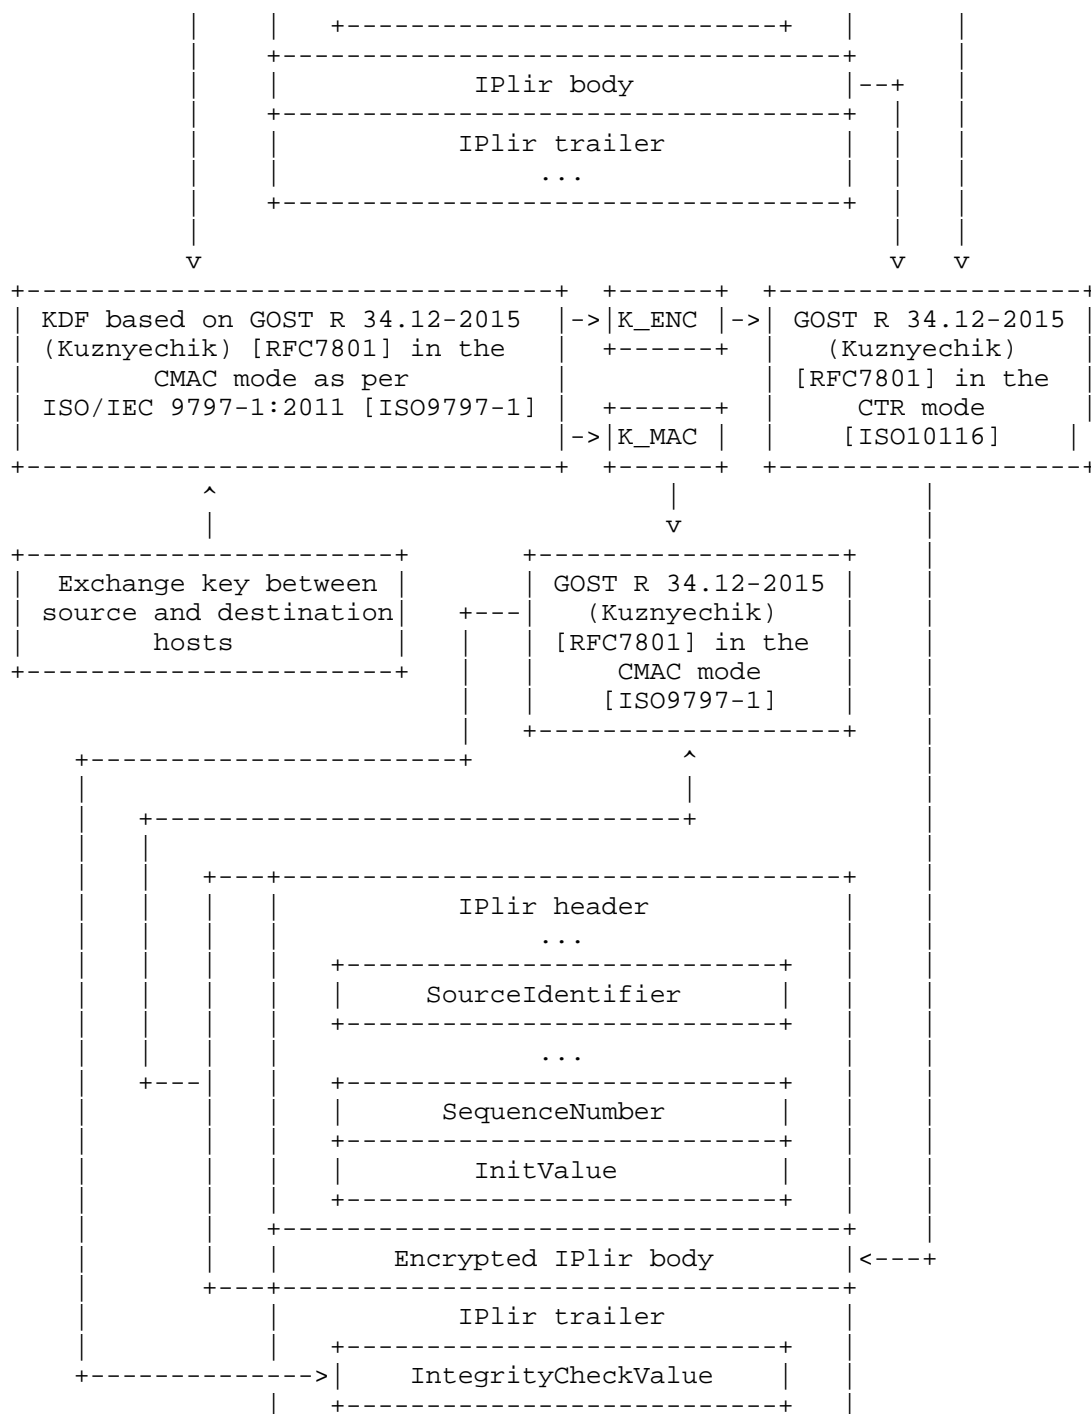 IPlir body
IPlir trailer
...
KDF based on GOST R 34.12-2015
(Kuznyechik) [RFC7801] in the
CMAC mode as per
ISO/IEC 9797-1:2011 [ISO9797-1]
K_ENC
K_MAC
GOST R 34.12-2015
(Kuznyechik)
[RFC7801] in the
CTR mode
[ISO10116]
Exchange key between
source and destination
hosts
GOST R 34.12-2015
(Kuznyechik)
[RFC7801] in the
CMAC mode
[ISO9797-1]
IPlir header
...
SourceIdentifier
...
SequenceNumber
InitValue
Encrypted IPlir body
IPlir trailer
IntegrityCheckValue